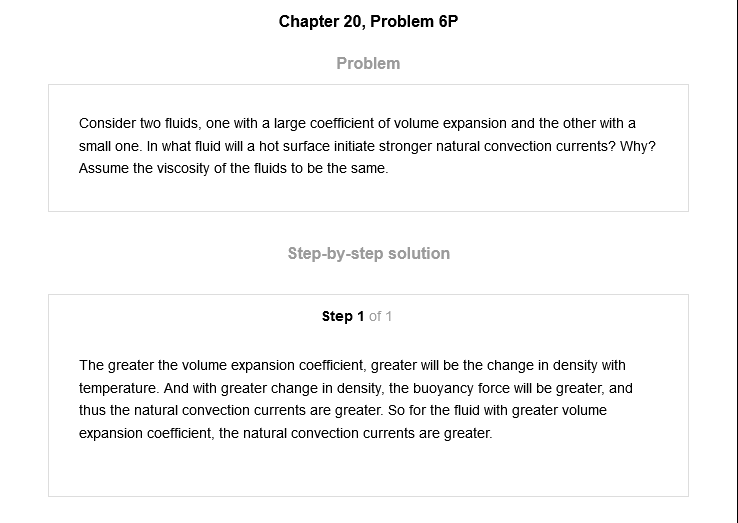 Chapter 20, Problem 6P
Problem
Consider two fluids, one with a large coefficient of volume expansion and the other with a
small one. In what fluid will a hot surface initiate stronger natural convection currents? Why?
Assume the viscosity of the fluids to be the same.
Step-by-step solution
Step 1 of 1
The greater the volume expansion coefficient, greater will be the change in density with
temperature. And with greater change in density, the buoyancy force will be greater, and
thus the natural convection currents are greater. So for the fluid with greater volume
expansion coefficient, the natural convection currents are greater.